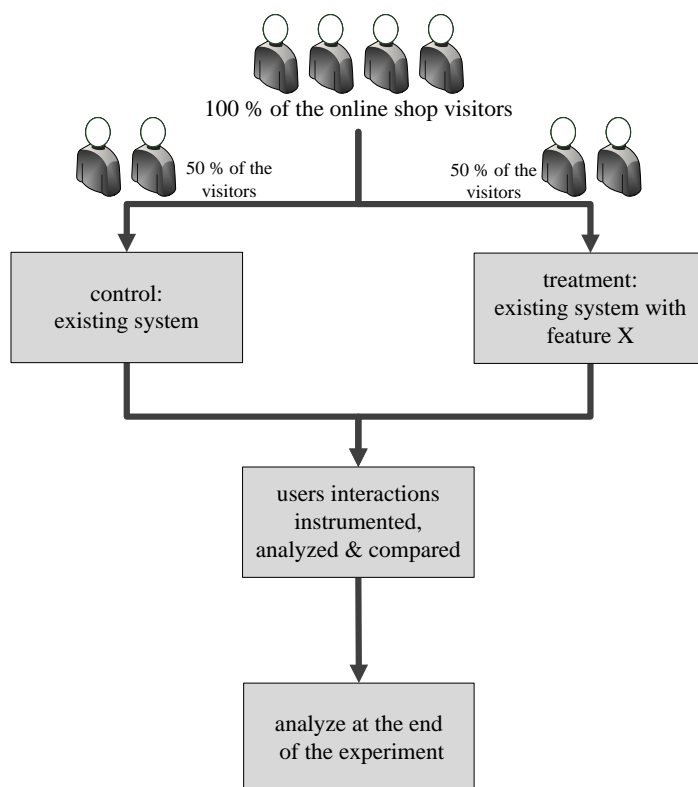 100 % of the online shop visitors
50 % of the
visitors
50 % of the
visitors
control:
existing system
treatment:
existing system with
feature X
users interactions
instrumented,
analyzed & compared
analyze at the end
of the experiment